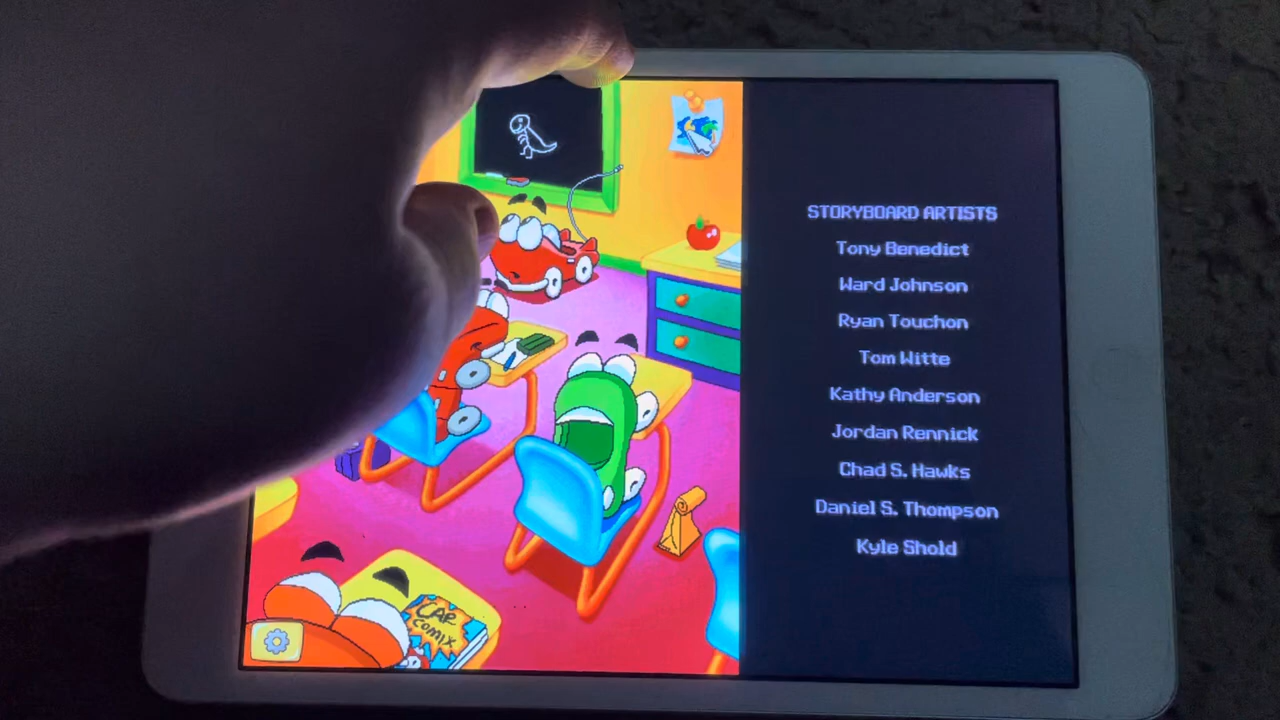 STORYBOARD ARTISTS
Tony Benedict
Ward Johnson
Ryan Touchon
Tom Witte
Kathy Anderson
Jordan Rennick
Chad S. Hawks
Daniel S. Thompson
Kyle Shold
CAR
COMIX